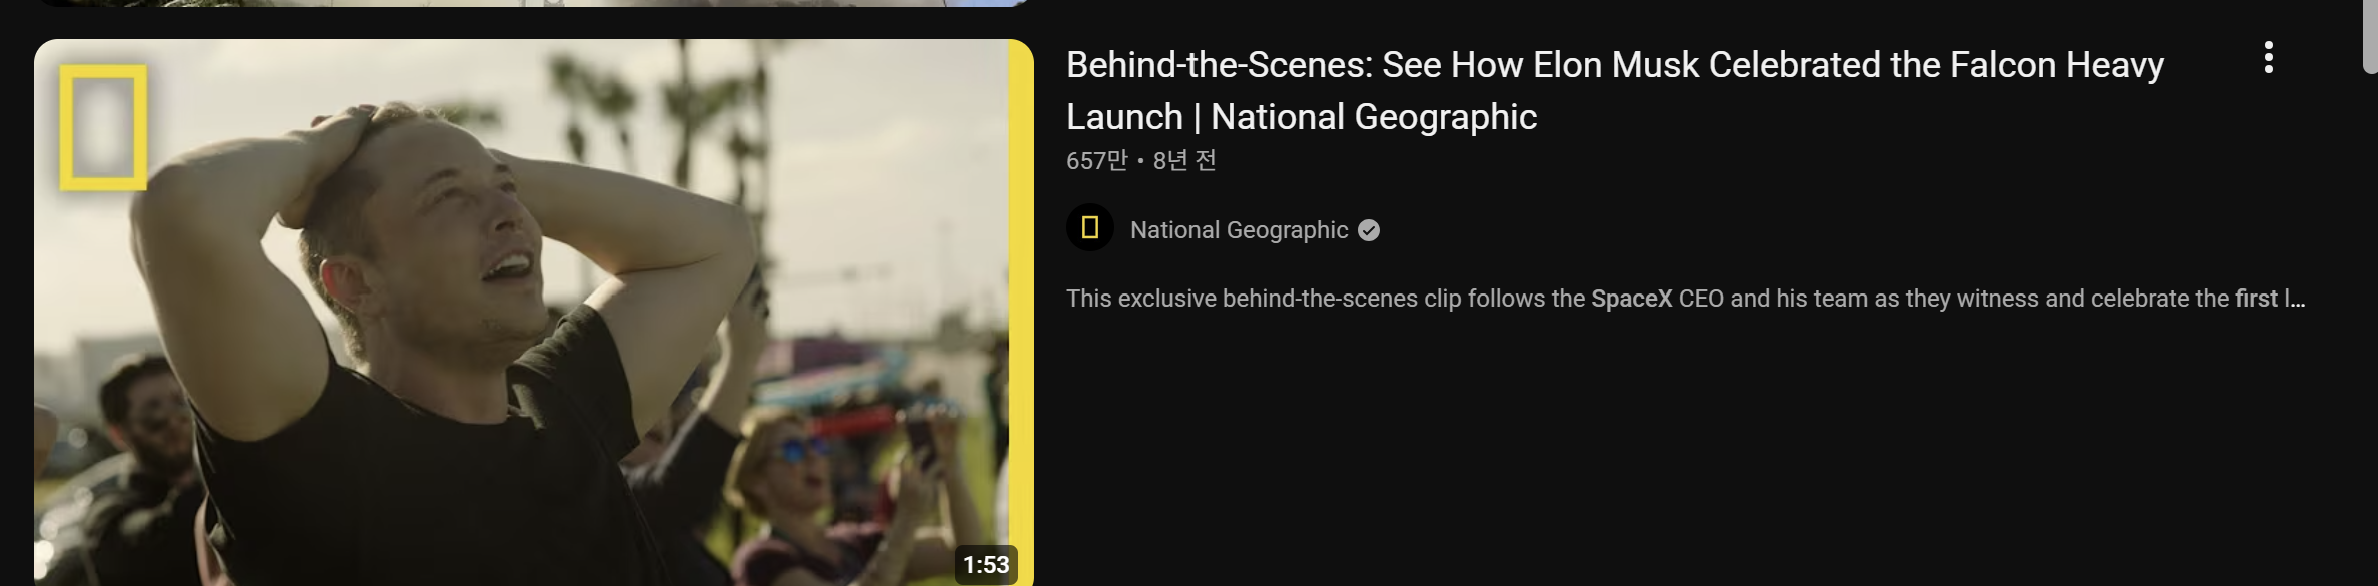 Behind-the-Scenes: See How Elon Musk Celebrated the Falcon Heavy
Launch | National Geographic
657만 • 8년 전
National Geographic
This exclusive behind-the-scenes clip follows the SpaceX CEO and his team as they witness and celebrate the first l...
1:53